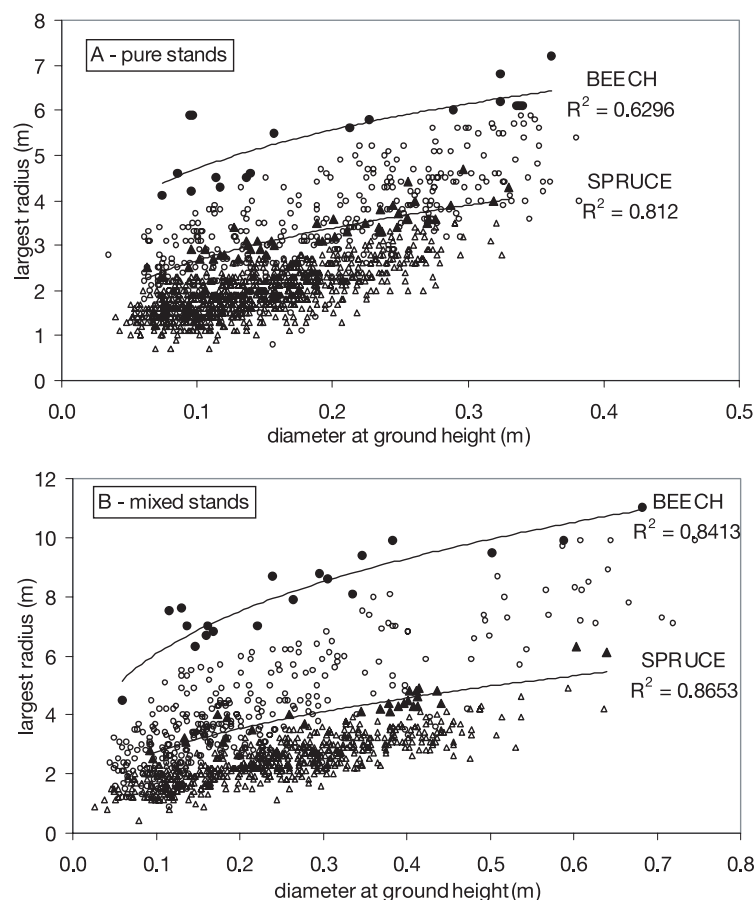 8
A - pure stands
7
BEECH
R² = 0.6296
6
5
SPRUCE
R² = 0.812
4
3
2
1
0
largest radius (m)
0.0 0.1 0.2 0.3 0.4 0.5
diameter at ground height (m)
12
B - mixed stands
BEECH
R² = 0.8413
10
8
6
SPRUCE
R² = 0.8653
4
2
0
largest radius (m)
0.0 0.1 0.2 0.3 0.4 0.5 0.6 0.7 0.8
diameter at ground height (m)